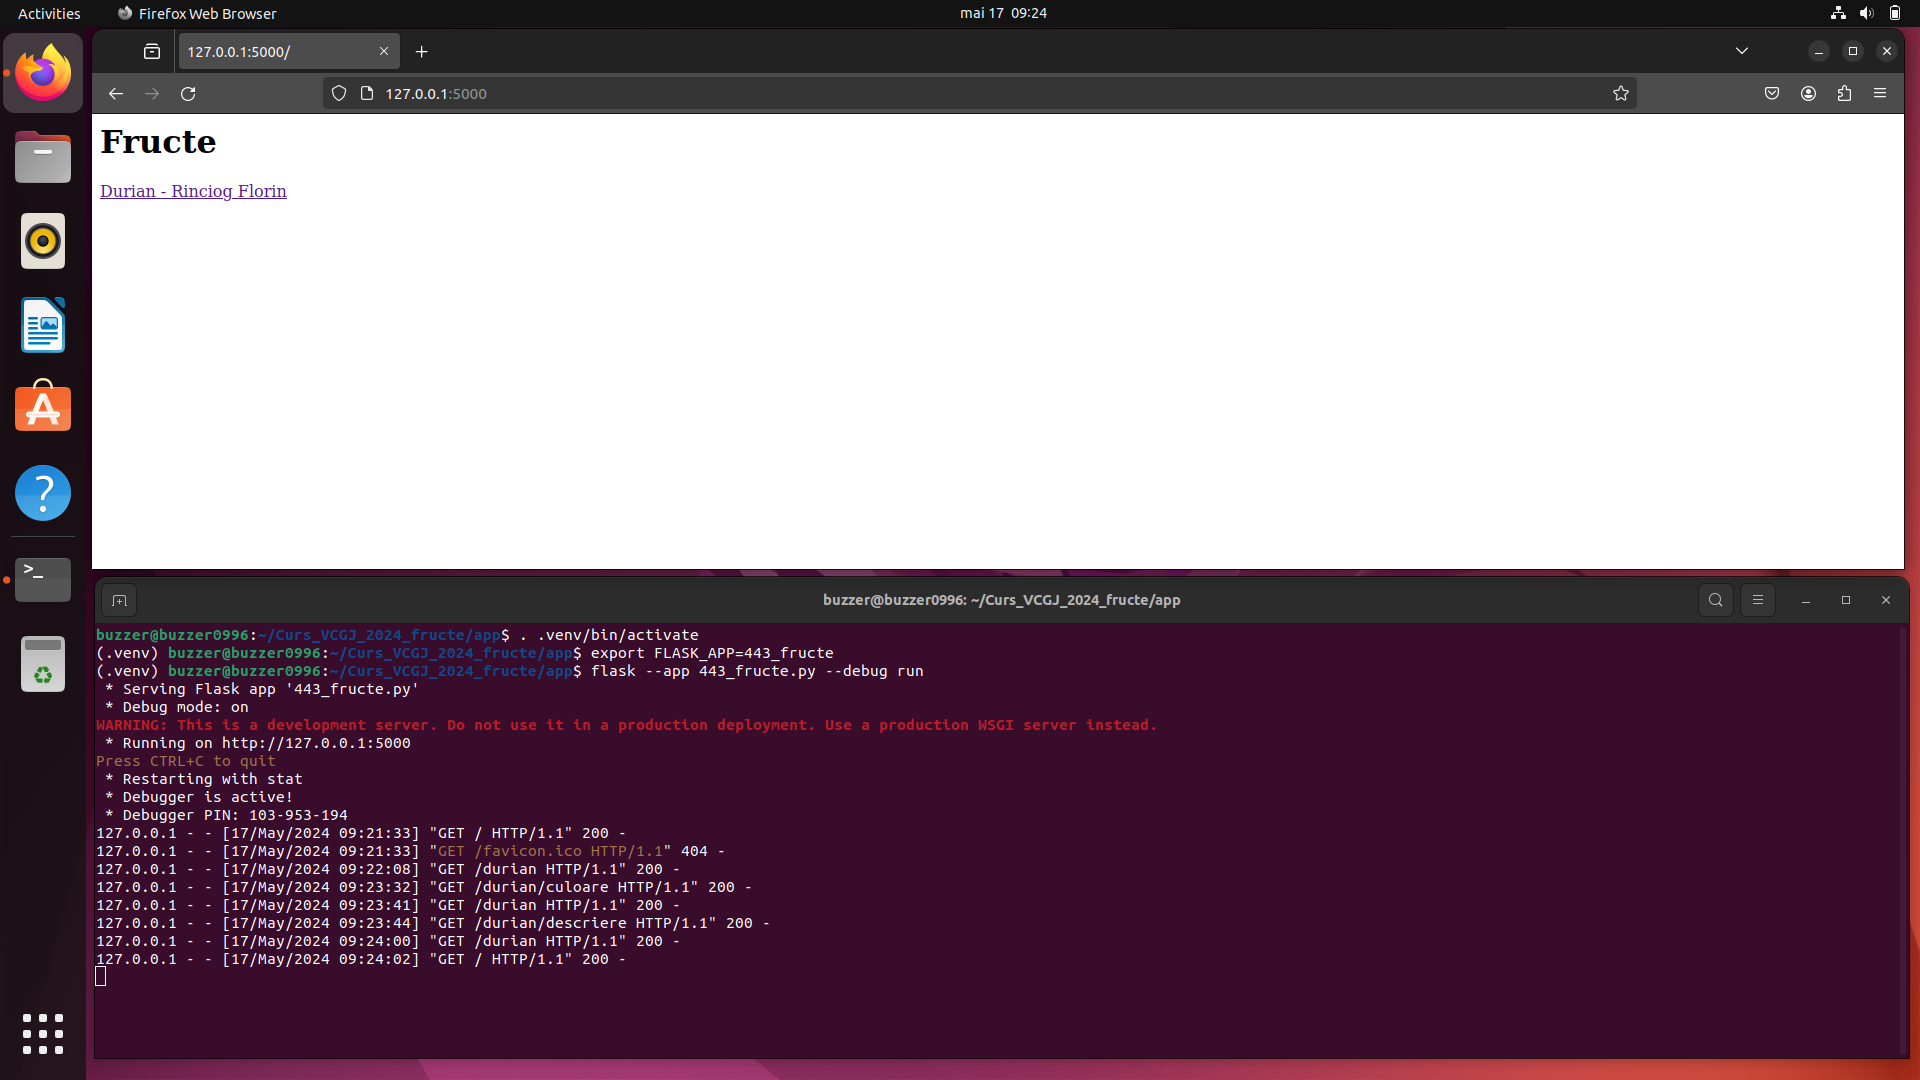 Activities
Firefox Web Browser
mai 17 09:24
127.0.0.1:5000/
127.0.0.1:5000
Fructe
Durian - Rinciog Florin
buzzer@buzzer0996: ~/Curs_VCGJ_2024_fructe/app
buzzer@buzzer0996:~/Curs_VCGJ_2024_fructe/app$ . .venv/bin/activate
(.venv) buzzer@buzzer0996:~/Curs_VCGJ_2024_fructe/app$ export FLASK_APP=443_fructe
(.venv) buzzer@buzzer0996:~/Curs_VCGJ_2024_fructe/app$ flask --app 443_fructe.py --debug run
* Serving Flask app '443_fructe.py'
* Debug mode: on
WARNING: This is a development server. Do not use it in a production deployment. Use a production WSGI server instead.
* Running on http://127.0.0.1:5000
Press CTRL+C to quit
* Restarting with stat
* Debugger is active!
* Debugger PIN: 103-953-194
127.0.0.1 - - [17/May/2024 09:21:33] "GET / HTTP/1.1" 200 -
127.0.0.1 - - [17/May/2024 09:21:33] "GET /favicon.ico HTTP/1.1" 404 -
127.0.0.1 - - [17/May/2024 09:22:08] "GET /durian HTTP/1.1" 200 -
127.0.0.1 - - [17/May/2024 09:23:32] "GET /durian/culoare HTTP/1.1" 200 -
127.0.0.1 - - [17/May/2024 09:23:41] "GET /durian HTTP/1.1" 200 -
127.0.0.1 - - [17/May/2024 09:23:44] "GET /durian/descriere HTTP/1.1" 200 -
127.0.0.1 - - [17/May/2024 09:24:00] "GET /durian HTTP/1.1" 200 -
127.0.0.1 - - [17/May/2024 09:24:02] "GET / HTTP/1.1" 200 -